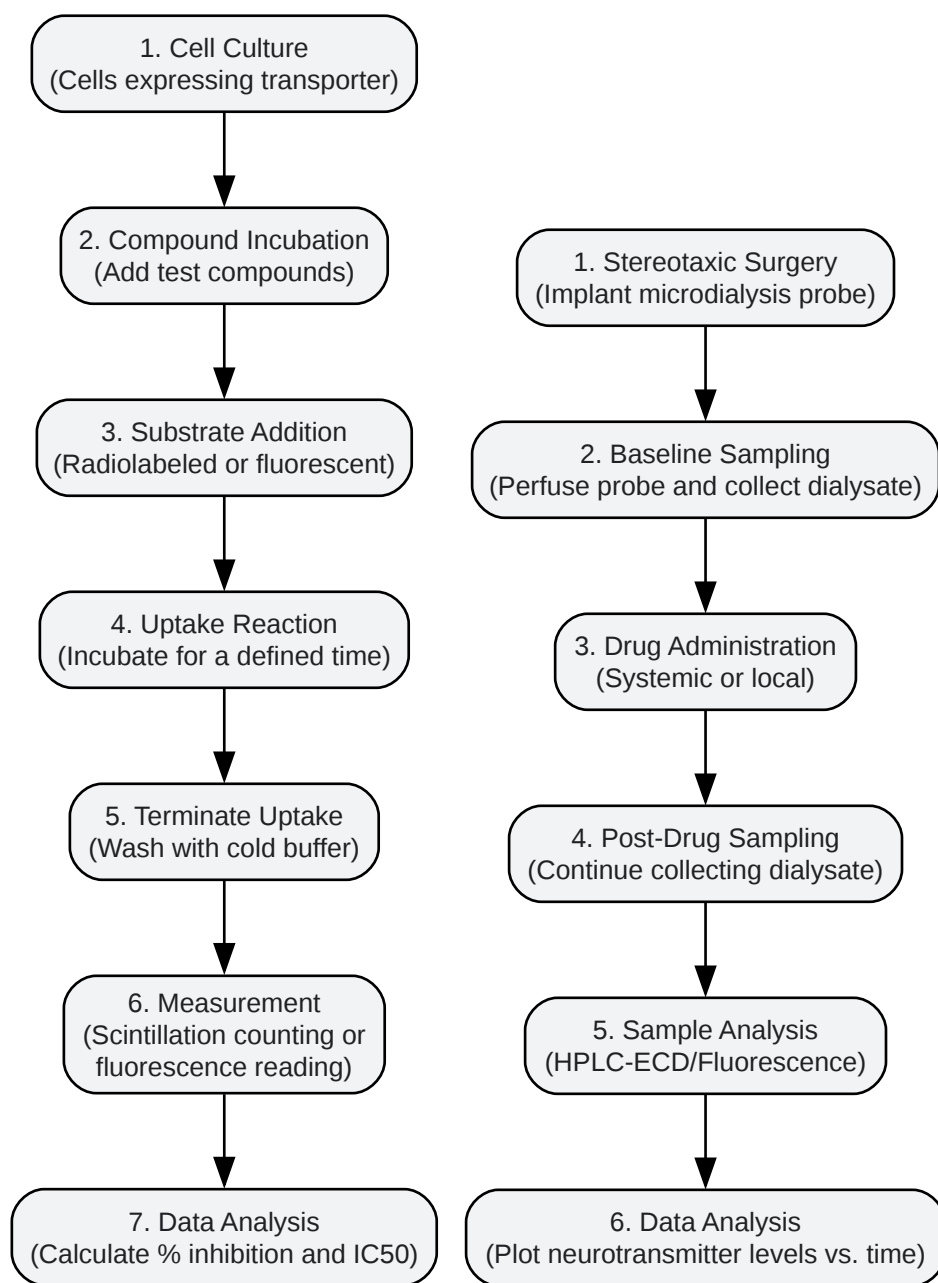 1. Cell Culture
(Cells expressing transporter)
2. Compound Incubation
(Add test compounds)
3. Substrate Addition
(Radiolabeled or fluorescent)
4. Uptake Reaction
(Incubate for a defined time)
5. Terminate Uptake
(Wash with cold buffer)
6. Measurement
(Scintillation counting or
fluorescence reading)
7. Data Analysis
(Calculate % inhibition and IC50)
1. Stereotaxic Surgery
(Implant microdialysis probe)
2. Baseline Sampling
(Perfuse probe and collect dialysate)
3. Drug Administration
(Systemic or local)
4. Post-Drug Sampling
(Continue collecting dialysate)
5. Sample Analysis
(HPLC-ECD/Fluorescence)
6. Data Analysis
(Plot neurotransmitter levels vs. time)